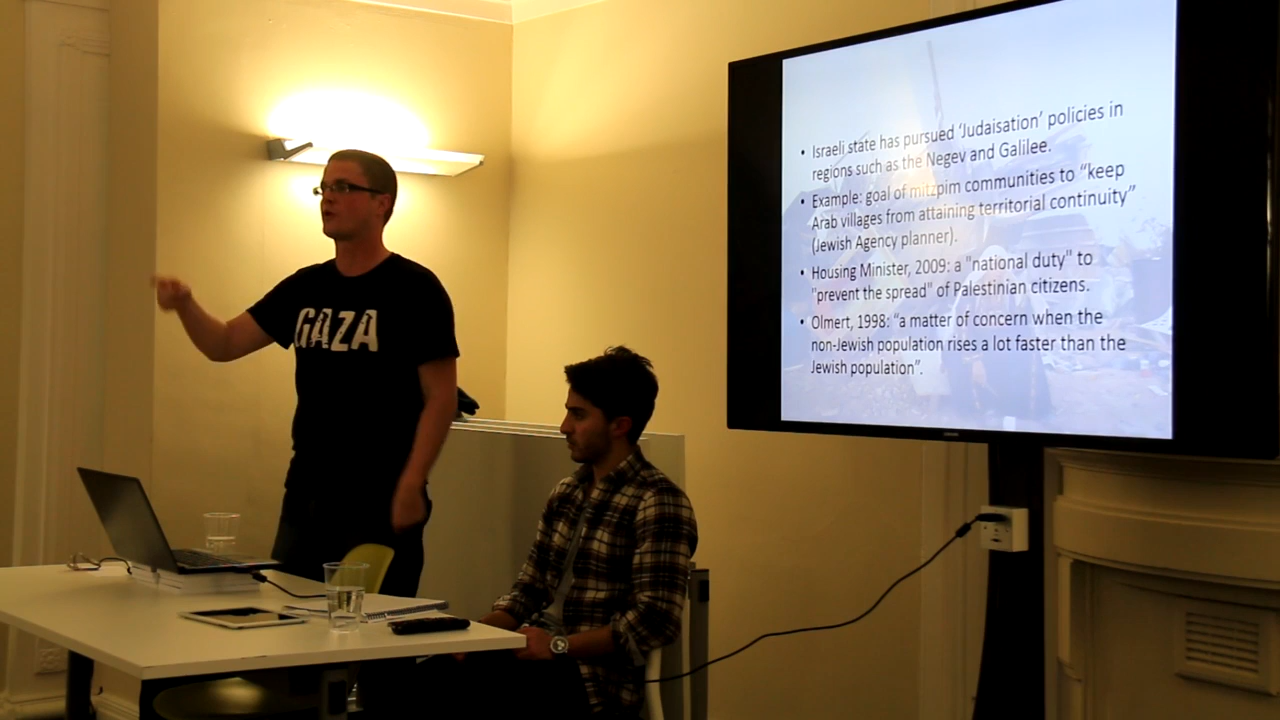 GAZA
• Israeli state has pursued ‘Judaisation’ policies in
regions such as the Negev and Galilee.
• Example: goal of mitzpim communities to “keep
Arab villages from attaining territorial continuity”
(Jewish Agency planner).
• Housing Minister, 2009: a "national duty" to
"prevent the spread" of Palestinian citizens.
• Olmert, 1998: “a matter of concern when the
non-Jewish population rises a lot faster than the
Jewish population”.